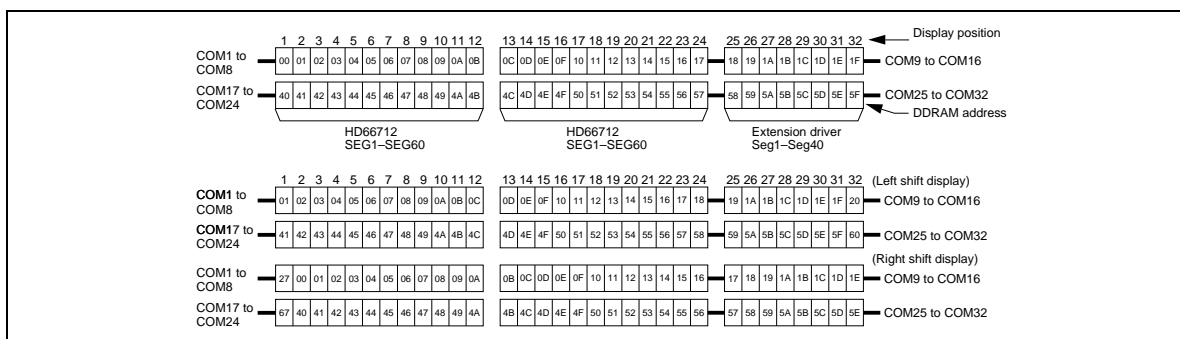 1 2 3 4 5 6 7 8 9 10 11 12 13 14 15 16 17 18 19 20 21 22 23 24 25 26 27 28 29 30 31 32 Display position
COM1 to COM8 00 01 02 03 04 05 06 07 08 09 0A 0B 0C 0D 0E 0F 10 11 12 13 14 15 16 17 18 19 1A 1B 1C 1D 1E 1F COM9 to COM16
COM17 to COM24 40 41 42 43 44 45 46 47 48 49 4A 4B 4C 4D 4E 4F 50 51 52 53 54 55 56 57 58 59 5A 5B 5C 5D 5E 5F COM25 to COM32
DDRAM address
HD66712 SEG1–SEG60
HD66712 SEG1–SEG60
Extension driver Seg1–Seg40
1 2 3 4 5 6 7 8 9 10 11 12 13 14 15 16 17 18 19 20 21 22 23 24 25 26 27 28 29 30 31 32 (Left shift display)
COM1 to COM8 01 02 03 04 05 06 07 08 09 0A 0B 0C 0D 0E 0F 10 11 12 13 14 15 16 17 18 19 1A 1B 1C 1D 1E 1F 20 COM9 to COM16
COM17 to COM24 41 42 43 44 45 46 47 48 49 4A 4B 4C 4D 4E 4F 50 51 52 53 54 55 56 57 58 59 5A 5B 5C 5D 5E 5F 60 COM25 to COM32
(Right shift display)
COM1 to COM8 27 00 01 02 03 04 05 06 07 08 09 0A 0B 0C 0D 0E 0F 10 11 12 13 14 15 16 17 18 19 1A 1B 1C 1D 1E COM9 to COM16
COM17 to COM24 67 40 41 42 43 44 45 46 47 48 49 4A 4B 4C 4D 4E 4F 50 51 52 53 54 55 56 57 58 59 5A 5B 5C 5D 5E COM25 to COM32